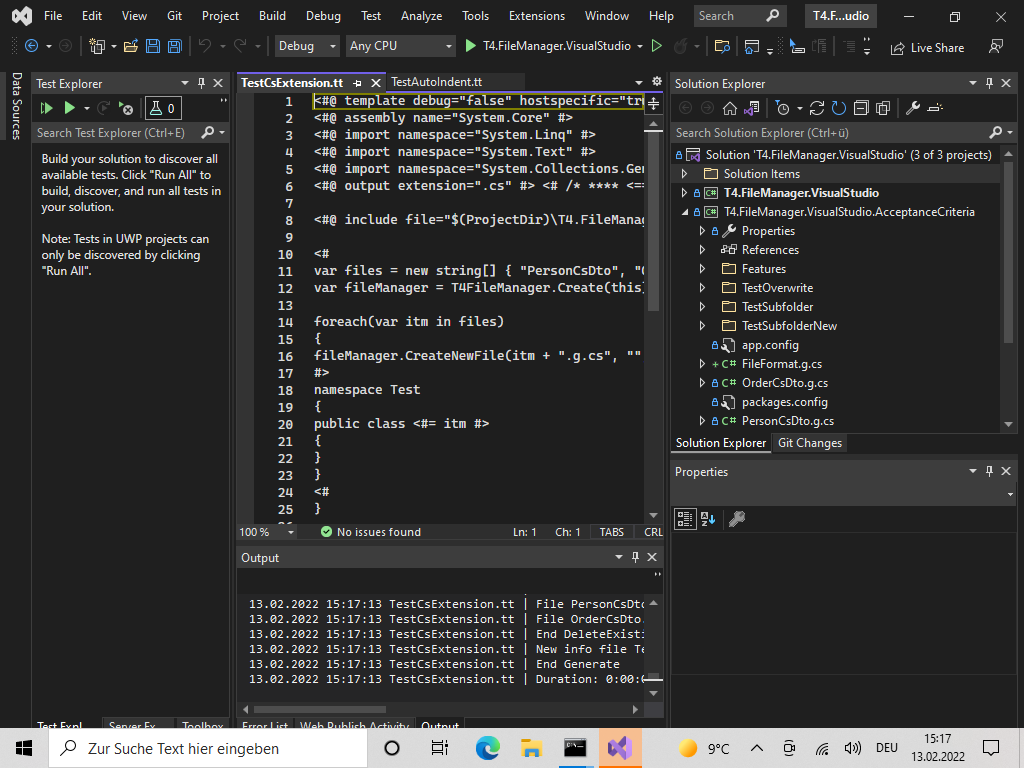 File Edit View Git Project Build Debug Test Analyze Tools Extensions Window Help Search T4.F...udio
Debug Any CPU T4.FileManager.VisualStudio Live Share
Data Sources
Test Explorer
0
Search Test Explorer (Ctrl+E)
Build your solution to discover all
available tests. Click "Run All" to
build, discover, and run all tests in
your solution.
Note: Tests in UWP projects can
only be discovered by clicking
"Run All".
Test Expl... Server Ex... Toolbox
TestCsExtension.tt TestAutoIndent.tt
1 <#@ template debug="false" hostspecific="tr
2 <#@ assembly name="System.Core" #>
3 <#@ import namespace="System.Linq" #>
4 <#@ import namespace="System.Text" #>
5 <#@ import namespace="System.Collections.Ge
6 <#@ output extension=".cs" #> <# /* **** <=
7
8 <#@ include file="$(ProjectDir)\T4.FileMana
9
10 <#
11 var files = new string[] { "PersonCsDto", "
12 var fileManager = T4FileManager.Create(this
13
14 foreach(var itm in files)
15 {
16 fileManager.CreateNewFile(itm + ".g.cs", ""
17 #>
18 namespace Test
19 {
20 public class <#= itm #>
21 {
22 }
23 }
24 <#
25 }
100 % No issues found Ln: 1 Ch: 1 TABS CRL
Output
13.02.2022 15:17:13 TestCsExtension.tt | File PersonCsDto
13.02.2022 15:17:13 TestCsExtension.tt | File OrderCsDto.
13.02.2022 15:17:13 TestCsExtension.tt | End DeleteExisti
13.02.2022 15:17:13 TestCsExtension.tt | New info file Te
13.02.2022 15:17:13 TestCsExtension.tt | End Generate
13.02.2022 15:17:13 TestCsExtension.tt | Duration: 0:00:0
Error List Web Publish Activity Output
Solution Explorer
Search Solution Explorer (Ctrl+ü)
Solution 'T4.FileManager.VisualStudio' (3 of 3 projects)
Solution Items
C# T4.FileManager.VisualStudio
C# T4.FileManager.VisualStudio.AcceptanceCriteria
Properties
References
Features
TestOverwrite
TestSubfolder
TestSubfolderNew
app.config
+ C# FileFormat.g.cs
C# OrderCsDto.g.cs
packages.config
C# PersonCsDto.g.cs
Solution Explorer Git Changes
Properties
Zur Suche Text hier eingeben
9°C DEU
15:17
13.02.2022